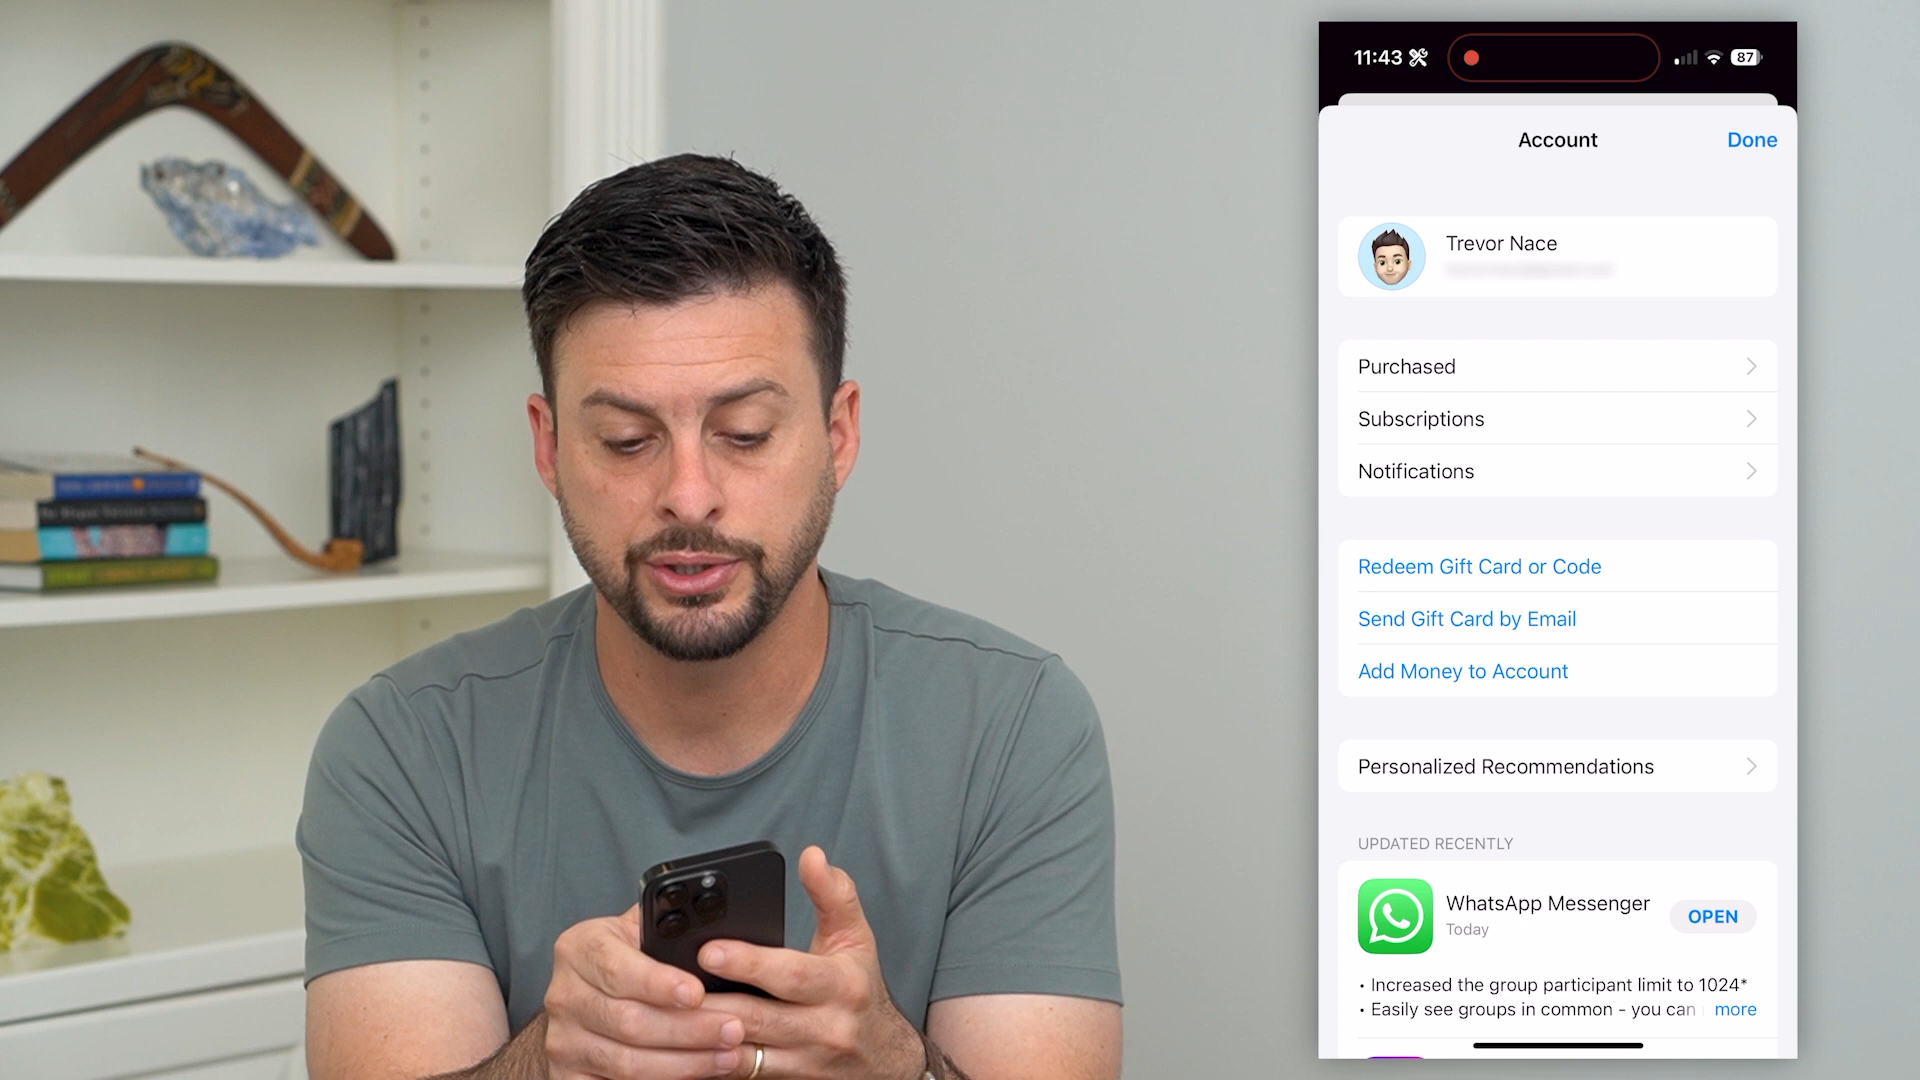 11:43
87
Account
Done
Trevor Nace
Purchased
Subscriptions
Notifications
Redeem Gift Card or Code
Send Gift Card by Email
Add Money to Account
Personalized Recommendations
UPDATED RECENTLY
WhatsApp Messenger
Today
OPEN
• Increased the group participant limit to 1024*
• Easily see groups in common - you can more